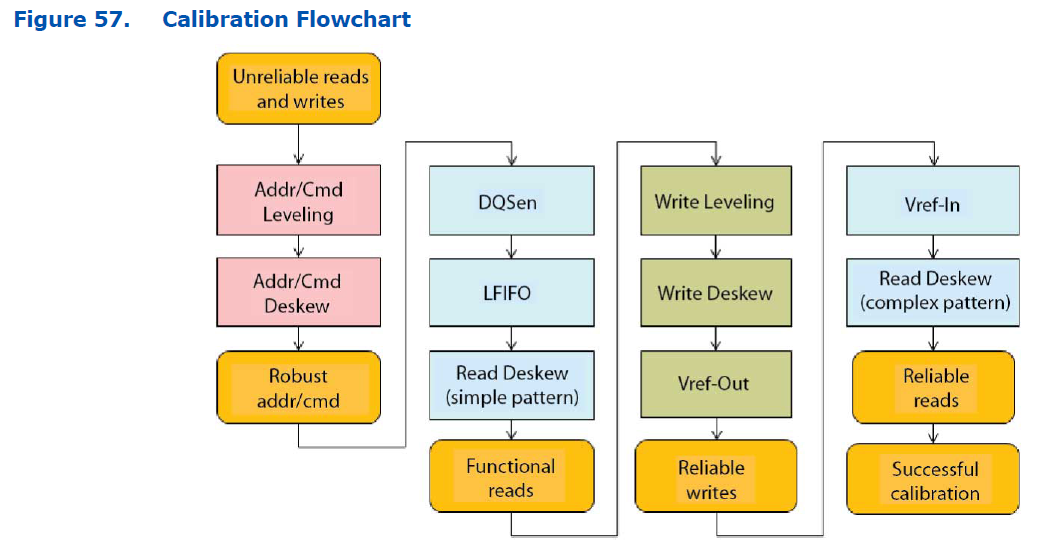 Figure 57. Calibration Flowchart
Unreliable reads
and writes
Addr/Cmd
Leveling
Addr/Cmd
Deskew
Robust
addr/cmd
DQSen
LFIFO
Read Deskew
(simple pattern)
Functional
reads
Write Leveling
Write Deskew
Vref-Out
Reliable
writes
Vref-In
Read Deskew
(complex pattern)
Reliable
reads
Successful
calibration